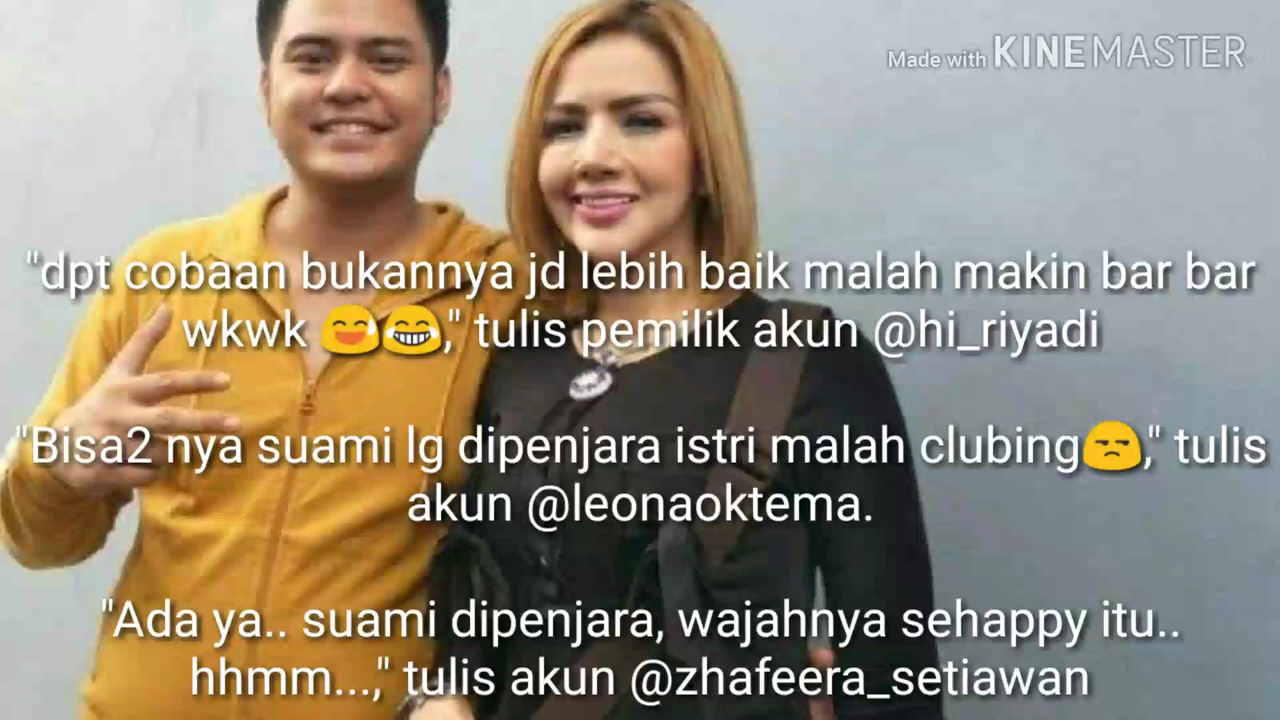 Made with KINEMASTER
"dpt cobaan bukannya jd lebih baik malah makin bar bar
wkwk 😅😂," tulis pemilik akun @hi_riyadi
"Bisa2 nya suami lg dipenjara istri malah clubing😒," tulis
akun @leonaoktema.
"Ada ya.. suami dipenjara, wajahnya sehappy itu..
hhmm...," tulis akun @zhafeera_setiawan